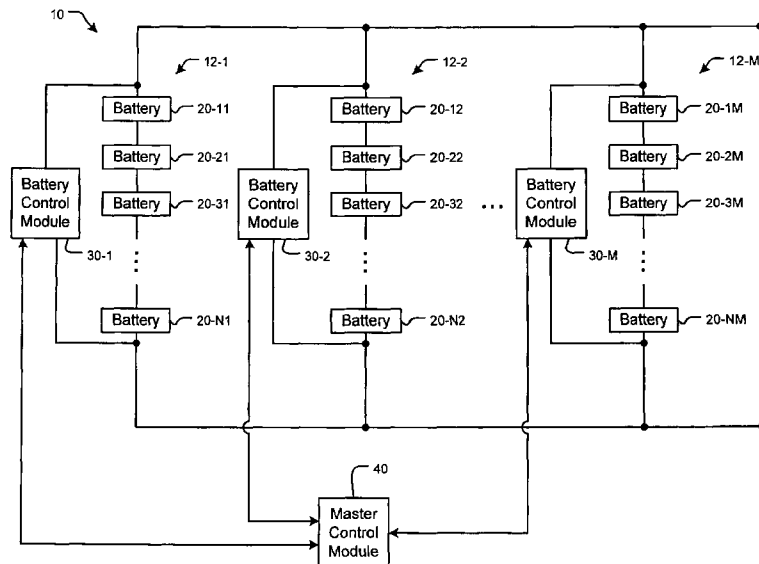 10
12-1
12-2
12-M
Battery
20-11
Battery
20-12
Battery
20-1M
Battery
20-21
Battery
20-22
Battery
20-2M
Battery
Control
Module
Battery
20-31
Battery
Control
Module
Battery
20-32
...
Battery
Control
Module
Battery
20-3M
30-1
30-2
30-M
Battery
20-N1
Battery
20-N2
Battery
20-NM
40
Master
Control
Module